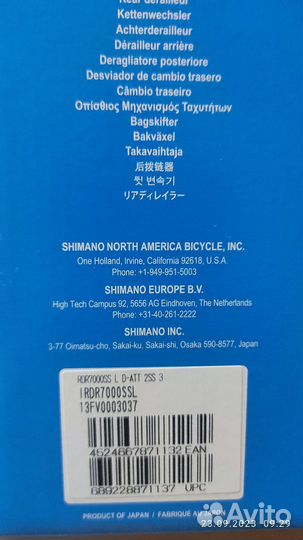 Rear derailleur
Kettenwechsler
Achterderailleur
Dérailleur arrière
Deragliatore posteriore
Desviador de cambio trasero
Câmbio traseiro
Οπίσθιος Μηχανισμός Ταχυτήτων
Bagskifter
Bakväxel
Takavaihtaja
后拨链器
뒷 변속기
リアディレイラー
SHIMANO NORTH AMERICA BICYCLE, INC.
One Holland, Irvine, California 92618, U.S.A.
Phone: +1-949-951-5003
SHIMANO EUROPE B.V.
High Tech Campus 92, 5656 AG Eindhoven, The Netherlands
Phone: +31-40-261-2222
SHIMANO INC.
3-77 Oimatsu-cho, Sakai-ku, Sakai-shi, Osaka 590-8577, Japan
RDR7000SS L D-ATT 2SS 3
IRDR7000SSL
13FV0003037
4524667871132 EAN
689228871137 UPC
PRODUCT OF JAPAN / FABRIQUÉ AU JAPON
Avito
23.09.2023 09:29